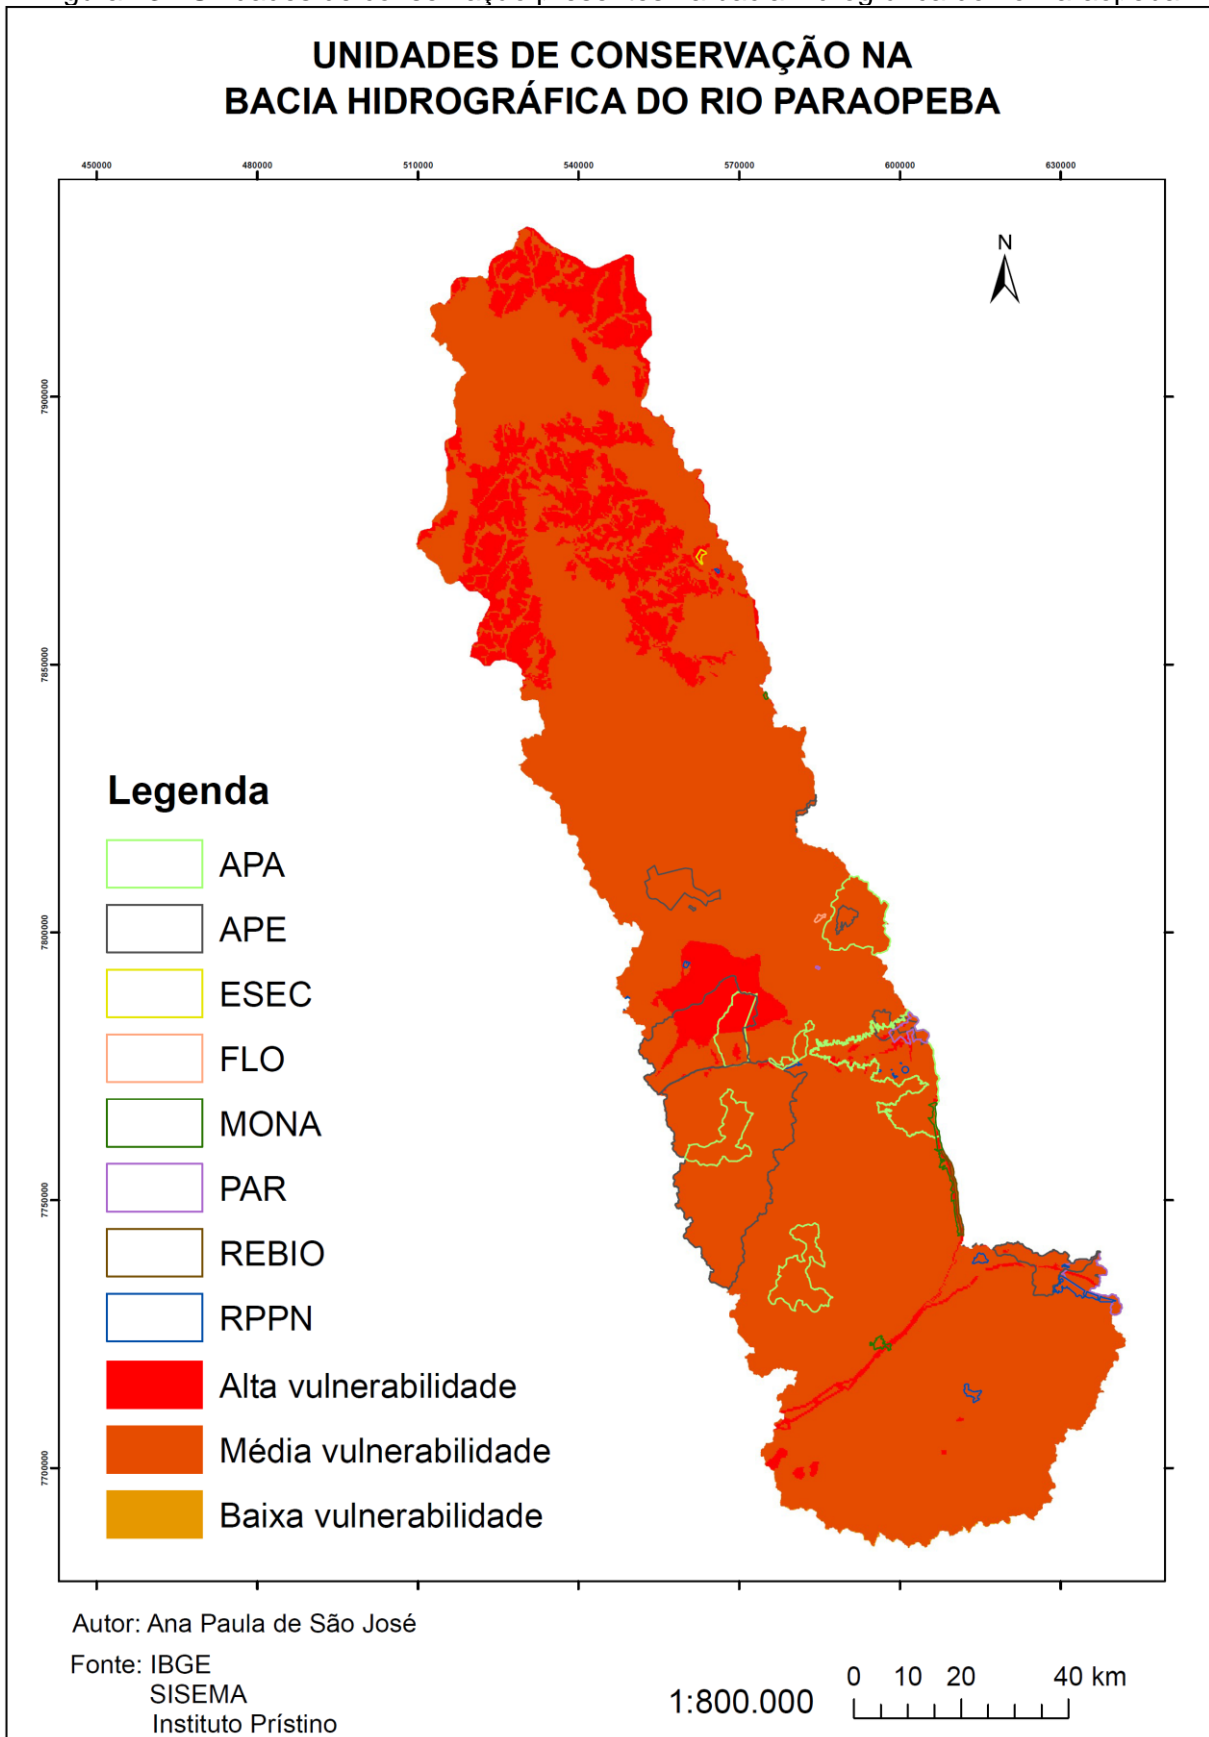 UNIDADES DE CONSERVAÇÃO NA
BACIA HIDROGRÁFICA DO RIO PARAOPEBA
450000 480000 510000 540000 570000 600000 630000
N
7900000
7850000
7800000
7750000
7700000
Legenda
APA
APE
ESEC
FLO
MONA
PAR
REBIO
RPPN
Alta vulnerabilidade
Média vulnerabilidade
Baixa vulnerabilidade
Autor: Ana Paula de São José
Fonte: IBGE
SISEMA
Instituto Prístino
1:800.000
0 10 20 40 km